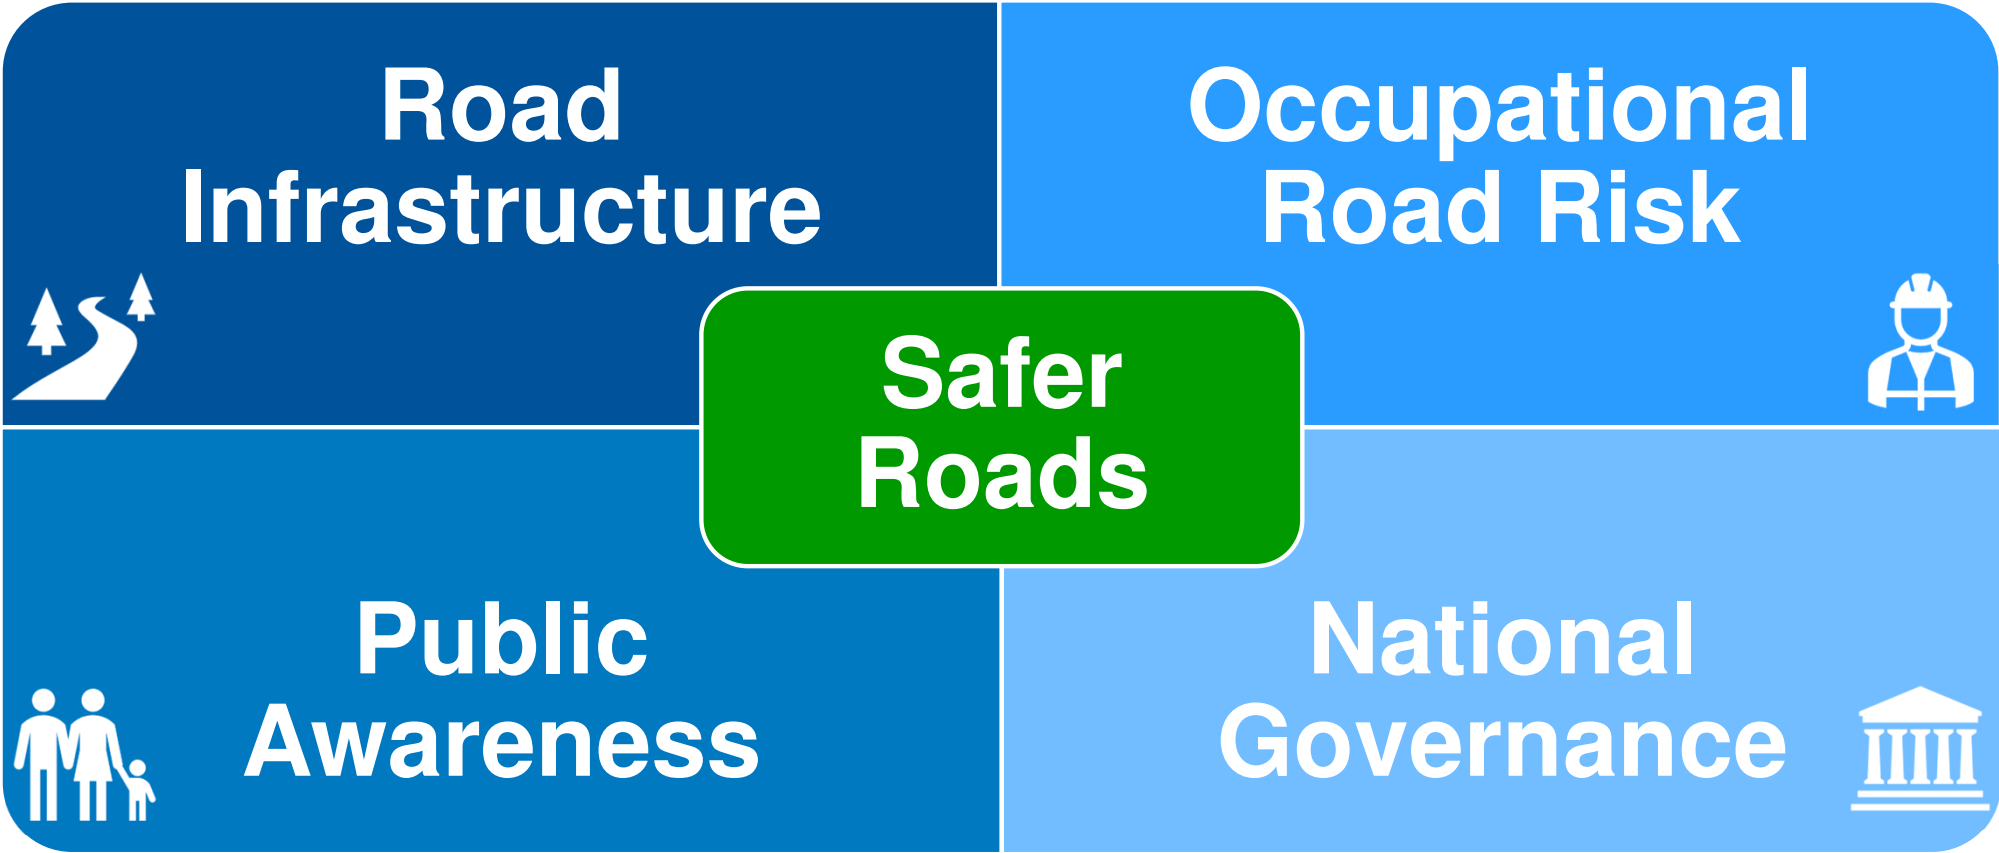 Road
Infrastructure
Occupational
Road Risk
Safer
Roads
Public
Awareness
National
Governance